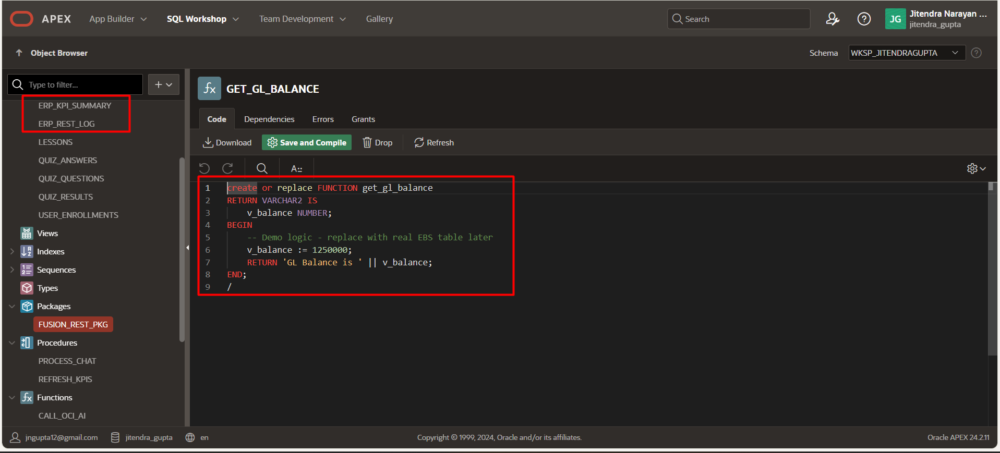 APEX App Builder SQL Workshop Team Development Gallery Search JG Jitendra Narayan ...
jitendra_gupta
Object Browser Schema WKSP_JITENDRAGUPTA
Type to filter...
ERP_KPI_SUMMARY
ERP_REST_LOG
LESSONS
QUIZ_ANSWERS
QUIZ_QUESTIONS
QUIZ_RESULTS
USER_ENROLLMENTS
Views
Indexes
Sequences
Types
Packages
FUSION_REST_PKG
Procedures
PROCESS_CHAT
REFRESH_KPIS
Functions
CALL_OCI_AI
fx GET_GL_BALANCE
Code Dependencies Errors Grants
Download Save and Compile Drop Refresh
A::
1 create or replace FUNCTION get_gl_balance
2 RETURN VARCHAR2 IS
3 v_balance NUMBER;
4 BEGIN
5 -- Demo logic - replace with real EBS table later
6 v_balance := 1250000;
7 RETURN 'GL Balance is ' || v_balance;
8 END;
9 /
jngupta12@gmail.com jitendra_gupta en Copyright © 1999, 2024, Oracle and/or its affiliates. Oracle APEX 24.2.11